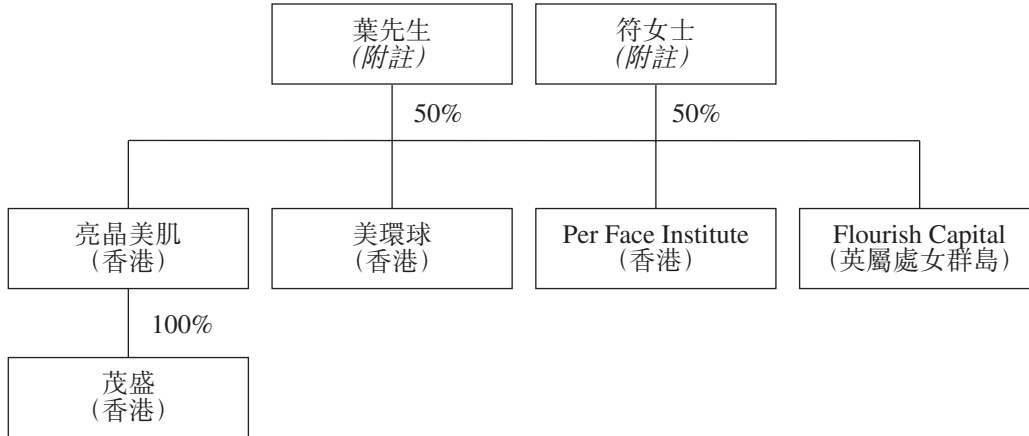 葉先生
(附註)
符女士
(附註)
50%
50%
亮晶美肌
(香港)
美環球
(香港)
Per Face Institute
(香港)
Flourish Capital
(英屬處女群島)
100%
茂盛
(香港)